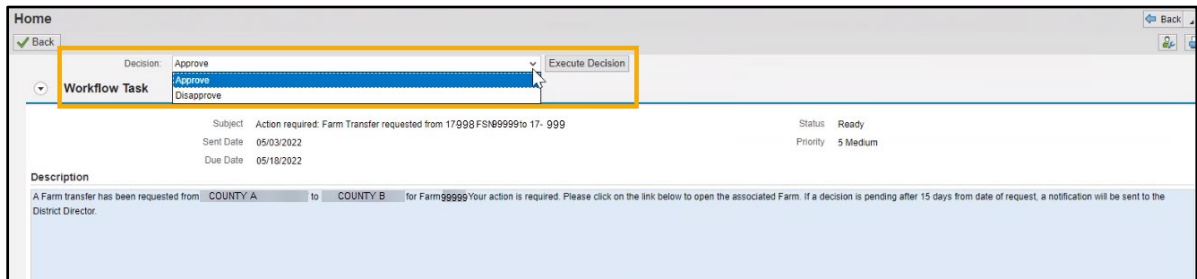 Home
Back
Back
Decision: Approve Execute Decision
Approve
Disapprove
Workflow Task
Subject Action required: Farm Transfer requested from 17998 FSN99999 to 17- 999 Status Ready
Sent Date 05/03/2022 Priority 5 Medium
Due Date 05/18/2022
Description
A Farm transfer has been requested from COUNTY A to COUNTY B for Farm99999Your action is required. Please click on the link below to open the associated Farm. If a decision is pending after 15 days from date of request, a notification will be sent to the
District Director.